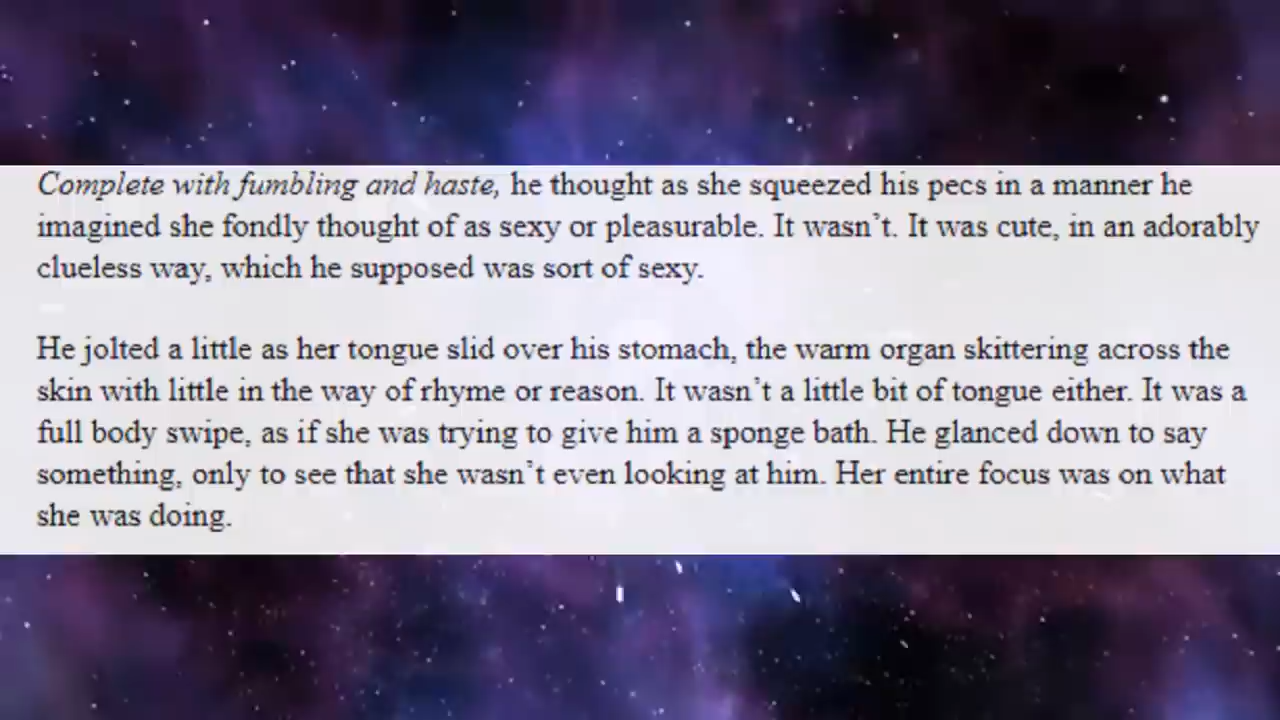 Complete with fumbling and haste, he thought as she squeezed his pecs in a manner he
imagined she fondly thought of as sexy or pleasurable. It wasn’t. It was cute, in an adorably
clueless way, which he supposed was sort of sexy.
He jolted a little as her tongue slid over his stomach, the warm organ skittering across the
skin with little in the way of rhyme or reason. It wasn’t a little bit of tongue either. It was a
full body swipe, as if she was trying to give him a sponge bath. He glanced down to say
something, only to see that she wasn’t even looking at him. Her entire focus was on what
she was doing.